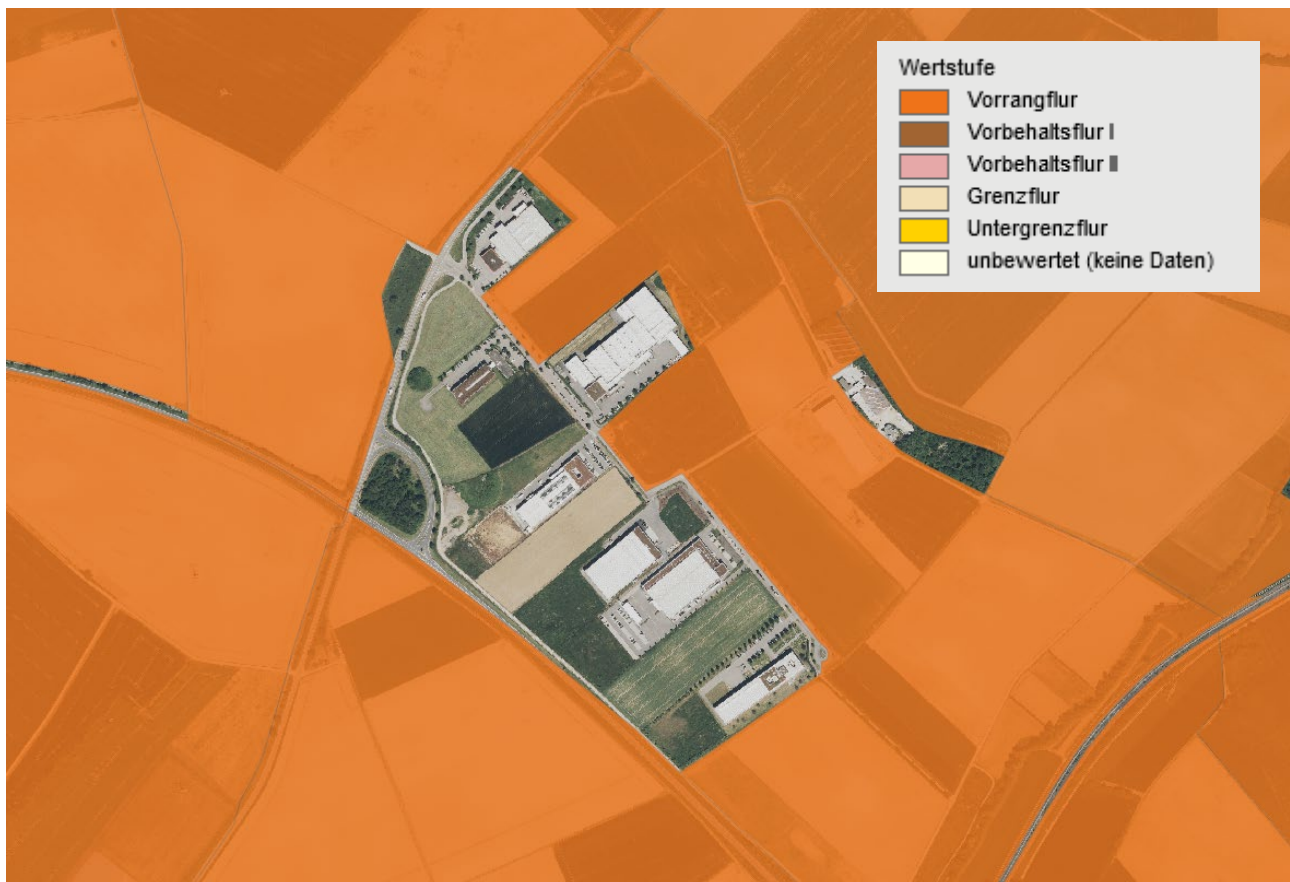 Wertstufe
Vorrangflur
Vorbehaltsflur I
Vorbehaltsflur II
Grenzflur
Untergrenzflur
unbewertet (keine Daten)